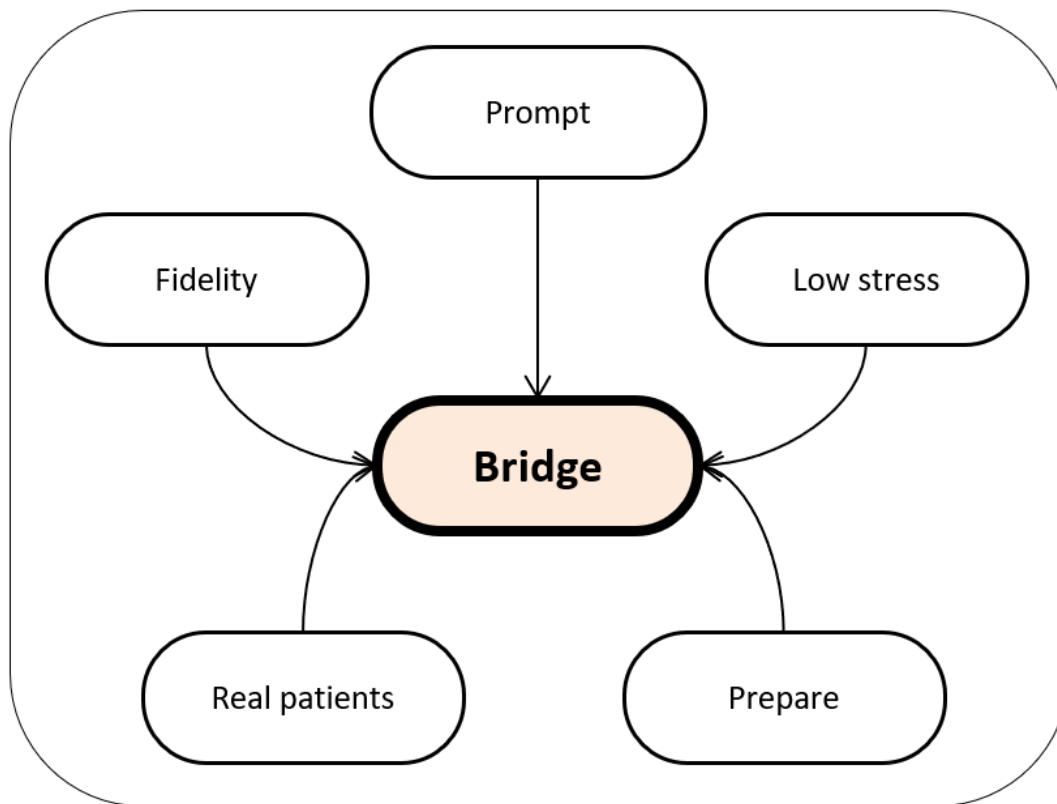 Prompt
Fidelity
Low stress
Bridge
Real patients
Prepare